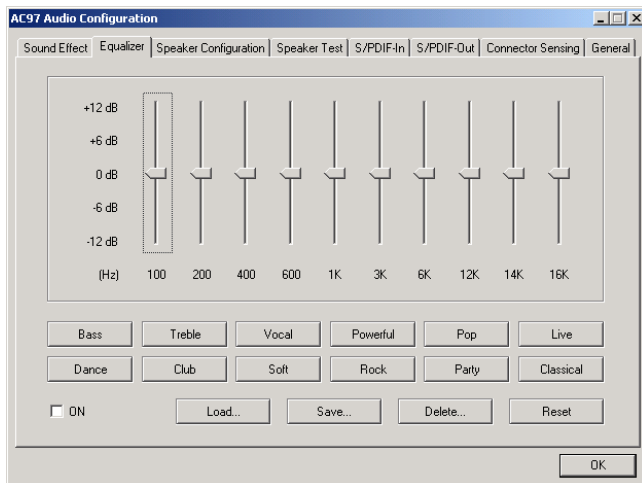 AC97 Audio Configuration
Sound Effect Equalizer Speaker Configuration Speaker Test S/PDIF-In S/PDIF-Out Connector Sensing General
+12 dB
+6 dB
0 dB
-6 dB
-12 dB
(Hz) 100 200 400 600 1K 3K 6K 12K 14K 16K
Bass Treble Vocal Powerful Pop Live
Dance Club Soft Rock Party Classical
ON Load... Save... Delete... Reset
OK